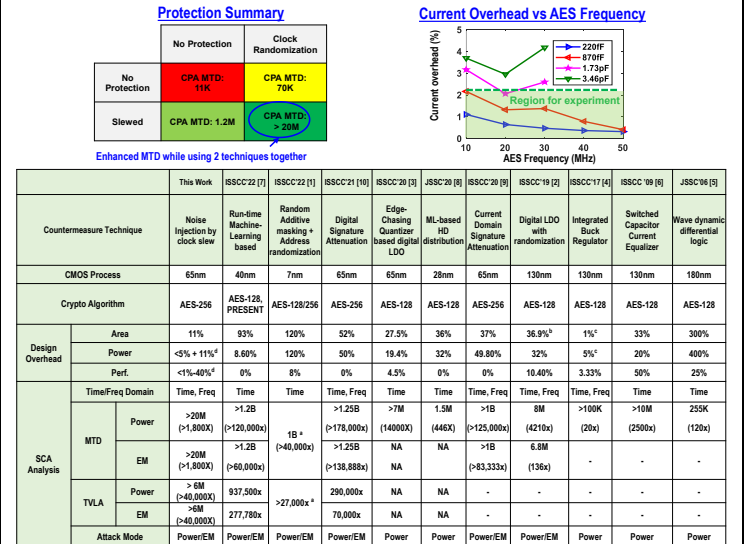 Protection Summary
No Protection
Clock
Randomization
No
Protection
CPA MTD:
11K
CPA MTD:
70K
Slewed
CPA MTD: 1.2M
CPA MTD:
> 20M
Enhanced MTD while using 2 techniques together
Current Overhead vs AES Frequency
Current overhead (%)
5
4
3
2
1
0
220fF
870fF
1.73pF
3.46pF
Region for experiment
10 20 30 40 50
AES Frequency (MHz)
This Work ISSCC'22 [7] ISSCC'22 [1] ISSCC'21 [10] ISSCC'20 [3] JSSC'20 [8] ISSCC'20 [9] ISSCC'19 [2] ISSCC'17 [4] ISSCC '09 [6] JSSC'06 [5]
Countermeasure Technique
Noise
Injection by
clock slew
Run-time
Machine-
Learning
based
Random
Additive
masking +
Address
randomization
Digital
Signature
Attenuation
Edge-
Chasing
Quantizer
based digital
LDO
ML-based
HD
distribution
Current
Domain
Signature
Attenuation
Digital LDO
with
randomization
Integrated
Buck
Regulator
Switched
Capacitor
Current
Equalizer
Wave dynamic
differential
logic
CMOS Process 65nm 40nm 7nm 65nm 65nm 28nm 65nm 130nm 130nm 130nm 180nm
Crypto Algorithm AES-256 AES-128, PRESENT AES-128/256 AES-256 AES-128 AES-128 AES-256 AES-128 AES-128 AES-128 AES-128
Design
Overhead
Area 11% 93% 120% 52% 27.5% 36% 37% 36.9%b 1%c 33% 300%
Power <5% + 11%d 8.60% 120% 50% 19.4% 32% 49.80% 32% 5%c 20% 400%
Perf. <1%-40%d 0% 8% 0% 4.5% 0% 0% 10.40% 3.33% 50% 25%
SCA
Analysis
Time/Freq Domain Time, Freq Time Time Time, Freq Time Time Time, Freq Time, Freq Time, Freq Time Time
MTD
Power >20M (>1,800X) >1.2B (>120,000x) 1B a (>40,000x) >1.25B (>178,000x) >7M (14000X) 1.5M (446X) >1B (>125,000x) 8M (4210x) >100K (20x) >10M (2500x) 255K (120x)
EM >20M (>1,800X) >1.2B (>60,000x) >1.25B (>138,888x) NA NA NA >1B (>83,333x) 6.8M (136x) - - -
TVLA
Power > 6M (>40,000X) 937,500x >27,000x a 290,000x NA NA - - - - -
EM >6M (>40,000X) 277,780x 70,000x NA NA - - - - -
Attack Mode Power/EM Power/EM Power/EM Power/EM Power Power Power/EM Power/EM Power Power Power